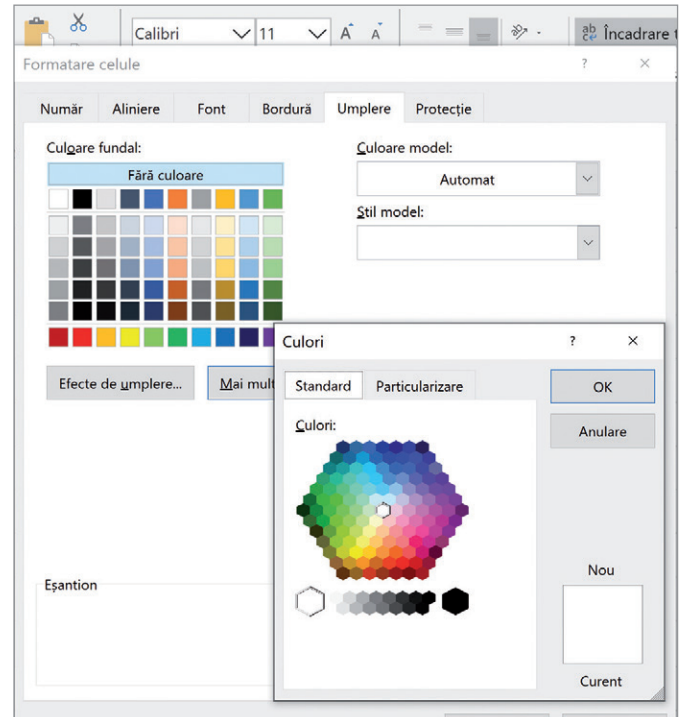 Calibri 11 A A ab Încadrare t
Formatare celule ? ×
Număr Aliniere Font Bordură Umplere Protecție
Culoare fundal: Culoare model:
Fără culoare Automat
Stil model:
Culori ? ×
Efecte de umplere... Mai mult
Standard Particularizare OK
Culori: Anulare
Eșantion
Nou
Curent